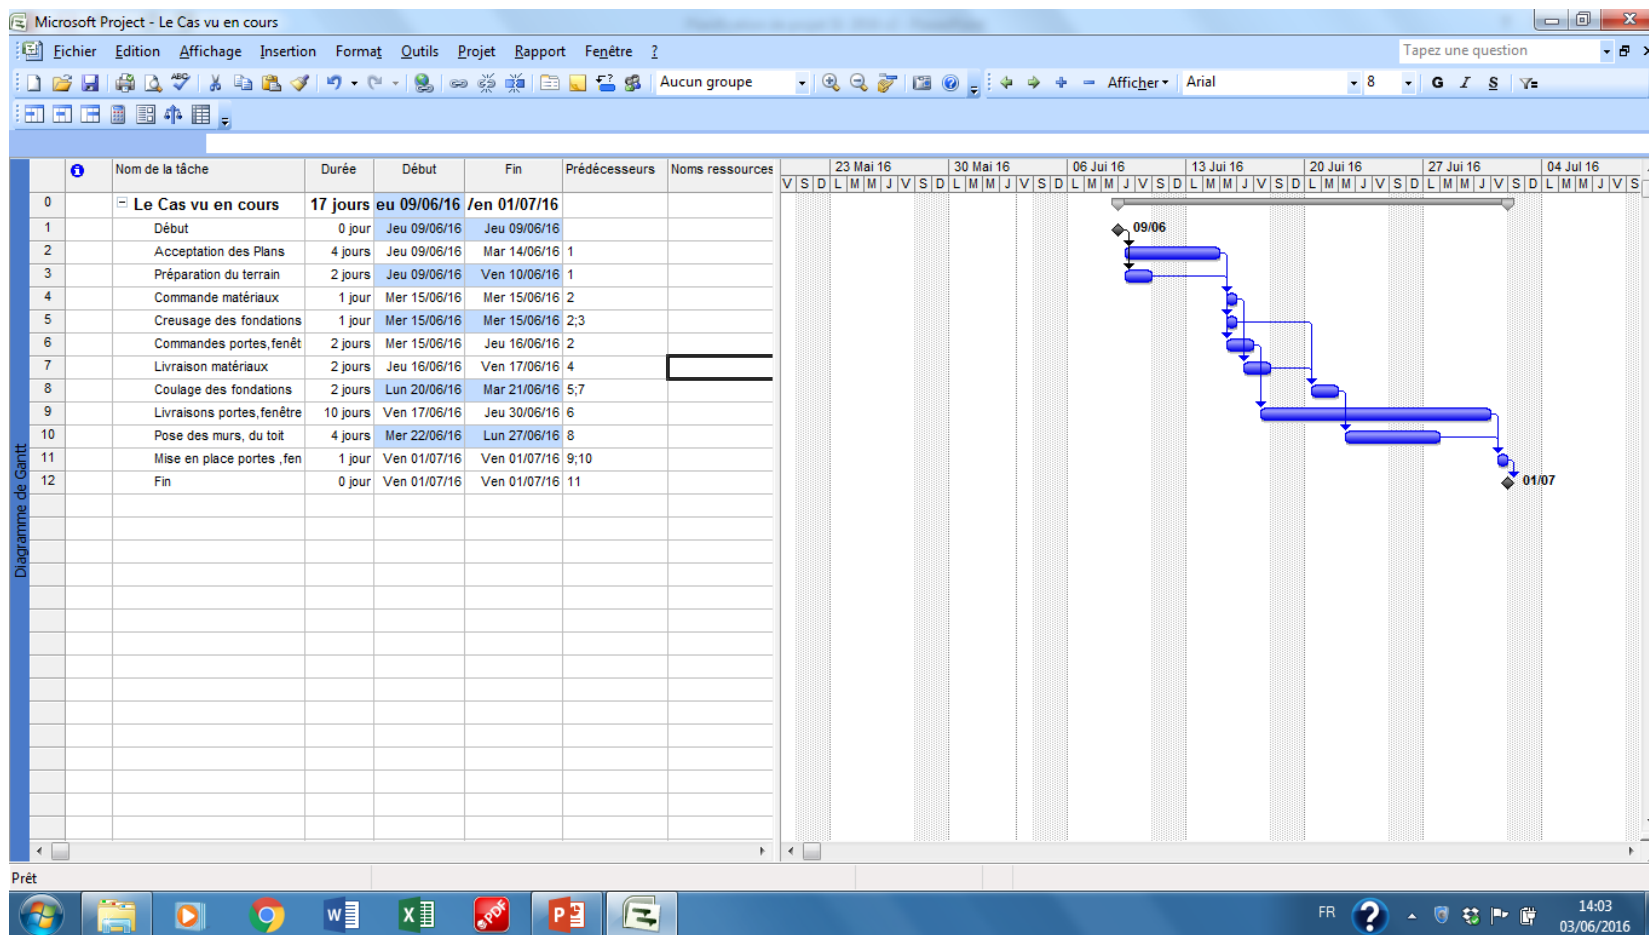 Microsoft Project - Le Cas vu en cours
Fichier Edition Affichage Insertion Format Outils Projet Rapport Fenêtre ?
Tapez une question
ABC Aucun groupe Afficher Arial 8 G I S
Nom de la tâche Durée Début Fin Prédécesseurs Noms ressources
23 Mai 16 30 Mai 16 06 Jui 16 13 Jui 16 20 Jui 16 27 Jui 16 04 Jul 16
V S D L M M J V S D L M M J V S D L M M J V S D L M M J V S D L M M J V S D L M M J V S D L M M J V S
0 Le Cas vu en cours 17 jours eu 09/06/16 /en 01/07/16
1 Début 0 jour Jeu 09/06/16 Jeu 09/06/16
09/06
2 Acceptation des Plans 4 jours Jeu 09/06/16 Mar 14/06/16 1
3 Préparation du terrain 2 jours Jeu 09/06/16 Ven 10/06/16 1
4 Commande matériaux 1 jour Mer 15/06/16 Mer 15/06/16 2
5 Creusage des fondations 1 jour Mer 15/06/16 Mer 15/06/16 2;3
6 Commandes portes,fenêt 2 jours Mer 15/06/16 Jeu 16/06/16 2
7 Livraison matériaux 2 jours Jeu 16/06/16 Ven 17/06/16 4
8 Coulage des fondations 2 jours Lun 20/06/16 Mar 21/06/16 5;7
9 Livraisons portes,fenêtre 10 jours Ven 17/06/16 Jeu 30/06/16 6
10 Pose des murs, du toit 4 jours Mer 22/06/16 Lun 27/06/16 8
11 Mise en place portes ,fen 1 jour Ven 01/07/16 Ven 01/07/16 9;10
12 Fin 0 jour Ven 01/07/16 Ven 01/07/16 11
01/07
Diagramme de Gantt
Prêt
FR
14:03
03/06/2016